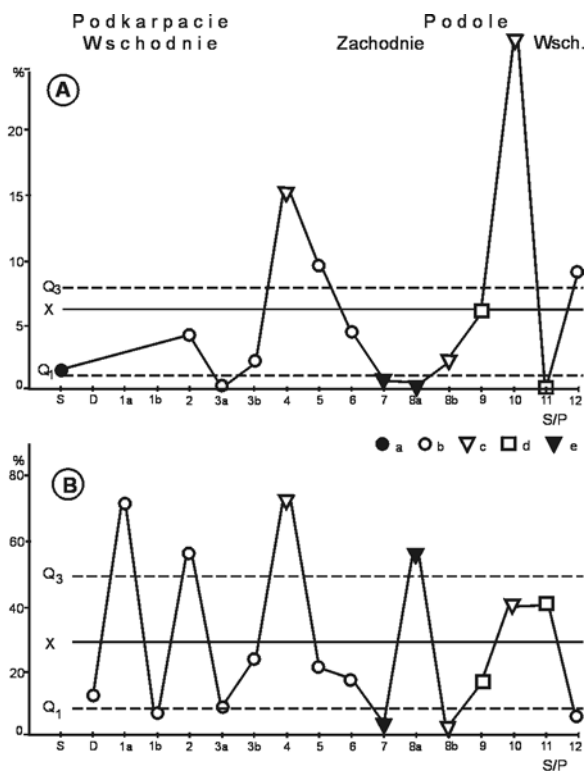 Podkarpacie Podole
Wschodnie Zachodnie Wsch.
%
A
20
15
10
Q3
X
5
Q1
0
S D 1a 1b 2 3a 3b 4 5 6 7 8a 8b 9 10 11 12
S/P
a b c d e
%
B
80
60
Q3
40
X
20
Q1
0
S D 1a 1b 2 3a 3b 4 5 6 7 8a 8b 9 10 11 12
S/P